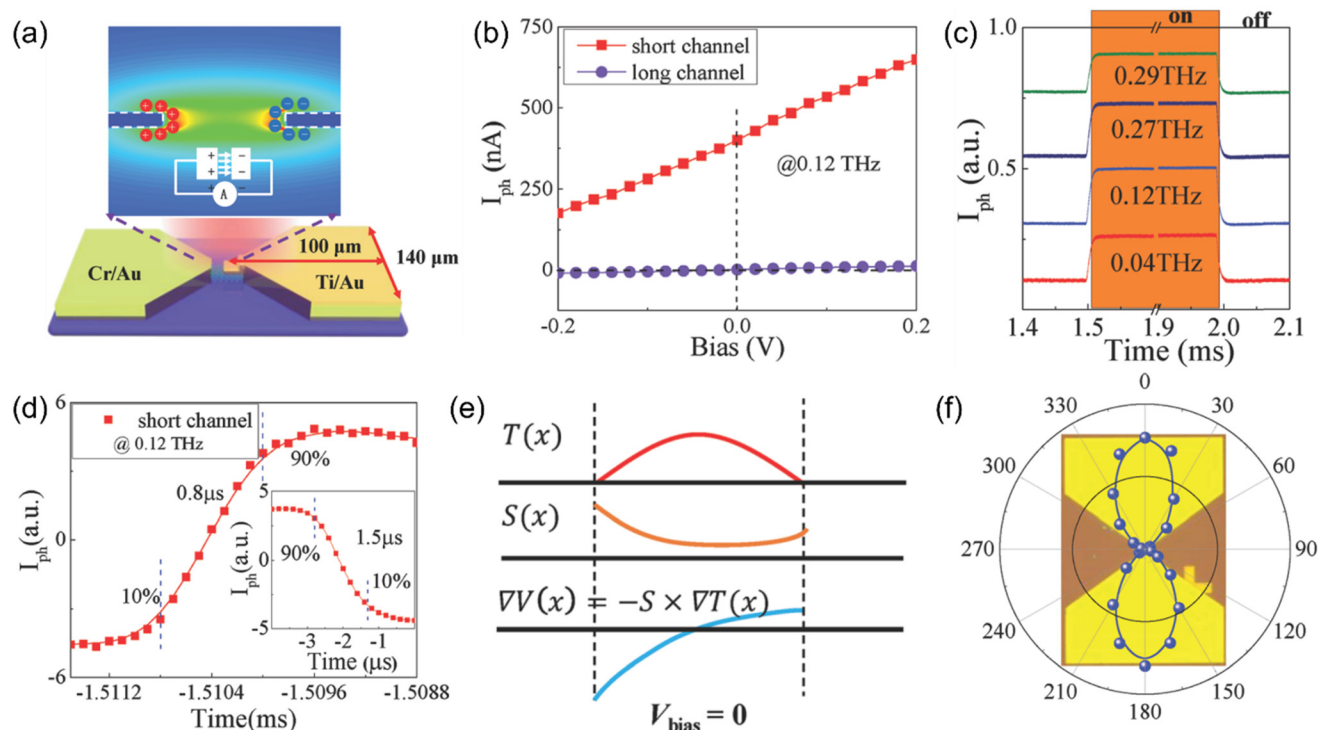 (a)
+ + + + +
− − − − −
+ −
+ −
+ −
A
100 μm
140 μm
Cr/Au
Ti/Au
(b)
750
500
250
0
I_ph (nA)
short channel
long channel
@0.12 THz
-0.2
0.0
0.2
Bias (V)
(c)
on
off
1.0
0.5
I_ph (a.u.)
0.29THz
0.27THz
0.12THz
0.04THz
1.4
1.5
1.9
2.0
2.1
Time (ms)
(d)
6
0
-6
I_ph(a.u.)
short channel
@ 0.12 THz
90%
0.8μs
10%
5
0
-5
I_ph(a.u.)
90%
1.5μs
10%
-3 -2 -1 0
Time (μs)
-1.5112 -1.5104 -1.5096 -1.5088
Time(ms)
(e)
T(x)
S(x)
∇V(x) = −S × ∇T(x)
V_bias = 0
(f)
0
30
60
90
120
150
180
210
240
270
300
330